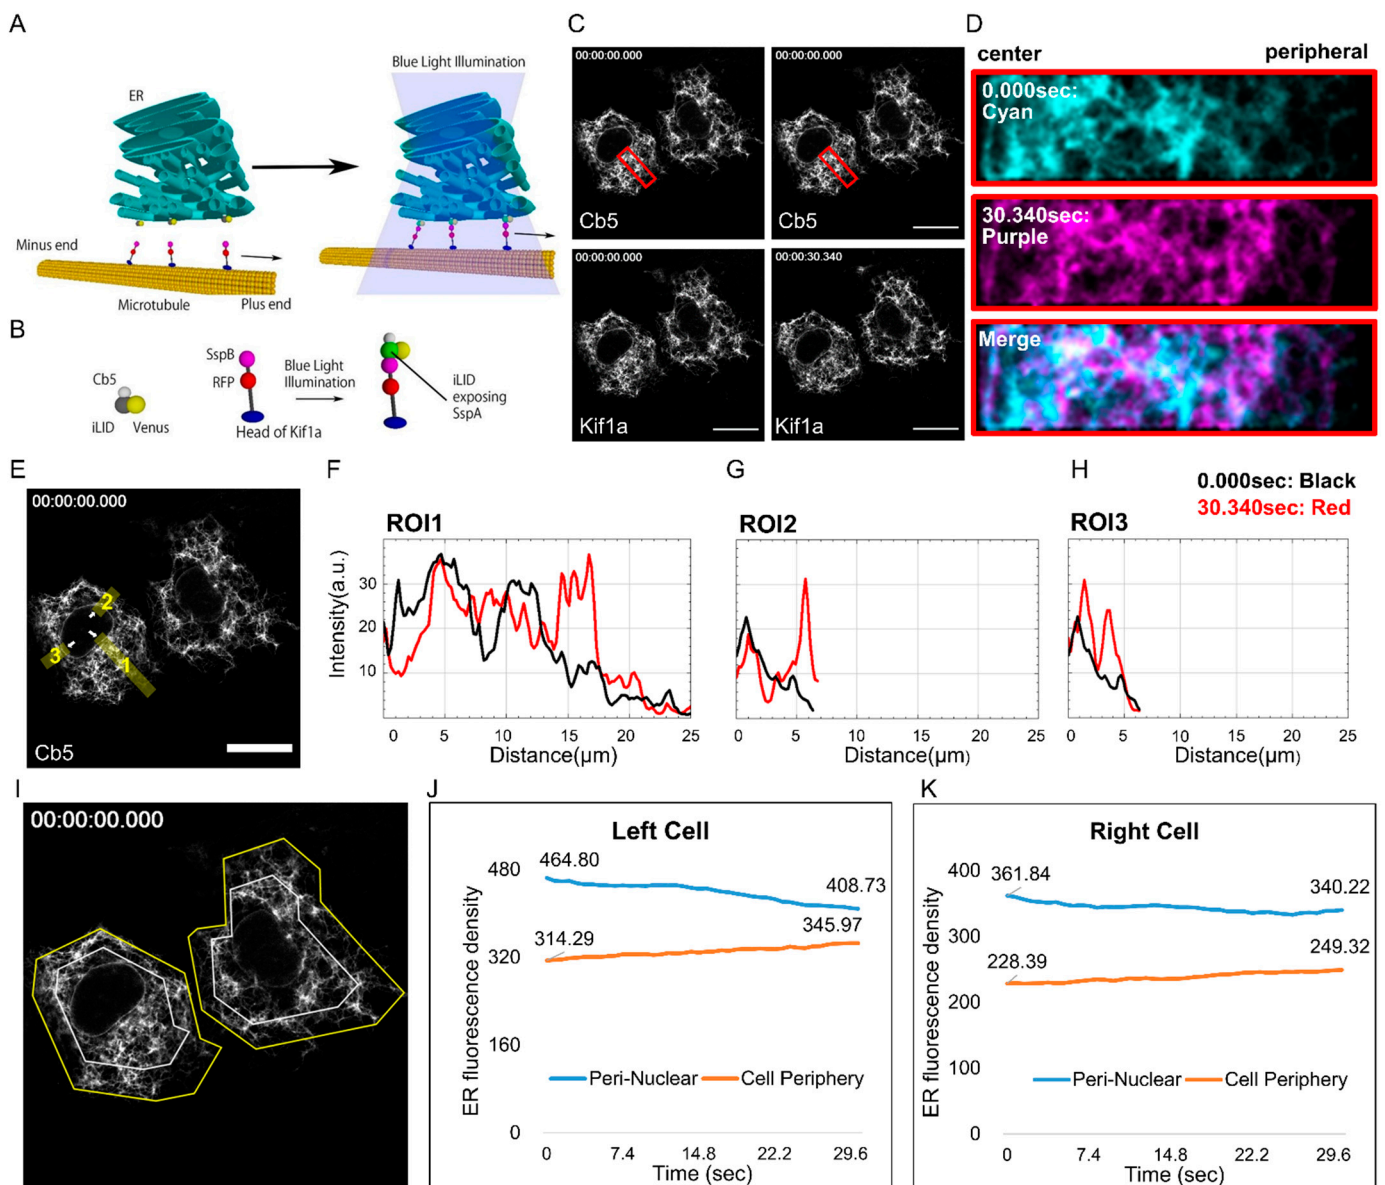 A
Blue Light Illumination
ER
Minus end
Microtubule
Plus end
B
Cb5
iLID
Venus
SspB
RFP
Head of Kif1a
Blue Light
Illumination
iLID
exposing
SspA
C
00:00:00.000
Cb5
00:00:00.000
Cb5
00:00:00.000
Kif1a
00:00:30.340
Kif1a
D
center
peripheral
0.000sec:
Cyan
30.340sec:
Purple
Merge
E
00:00:00.000
2
3
1
Cb5
F
ROI1
Intensity(a.u.)
30
20
10
0 5 10 15 20 25
Distance(µm)
G
ROI2
0 5 10 15 20 25
Distance(µm)
H
0.000sec: Black
30.340sec: Red
ROI3
0 5 10 15 20 25
Distance(µm)
I
00:00:00.000
J
Left Cell
ER fluorescence density
480
320
160
0
464.80
408.73
345.97
314.29
Peri-Nuclear
Cell Periphery
0 7.4 14.8 22.2 29.6
Time (sec)
K
Right Cell
ER fluorescence density
400
300
200
100
0
361.84
340.22
249.32
228.39
Peri-Nuclear
Cell Periphery
0 7.4 14.8 22.2 29.6
Time (sec)